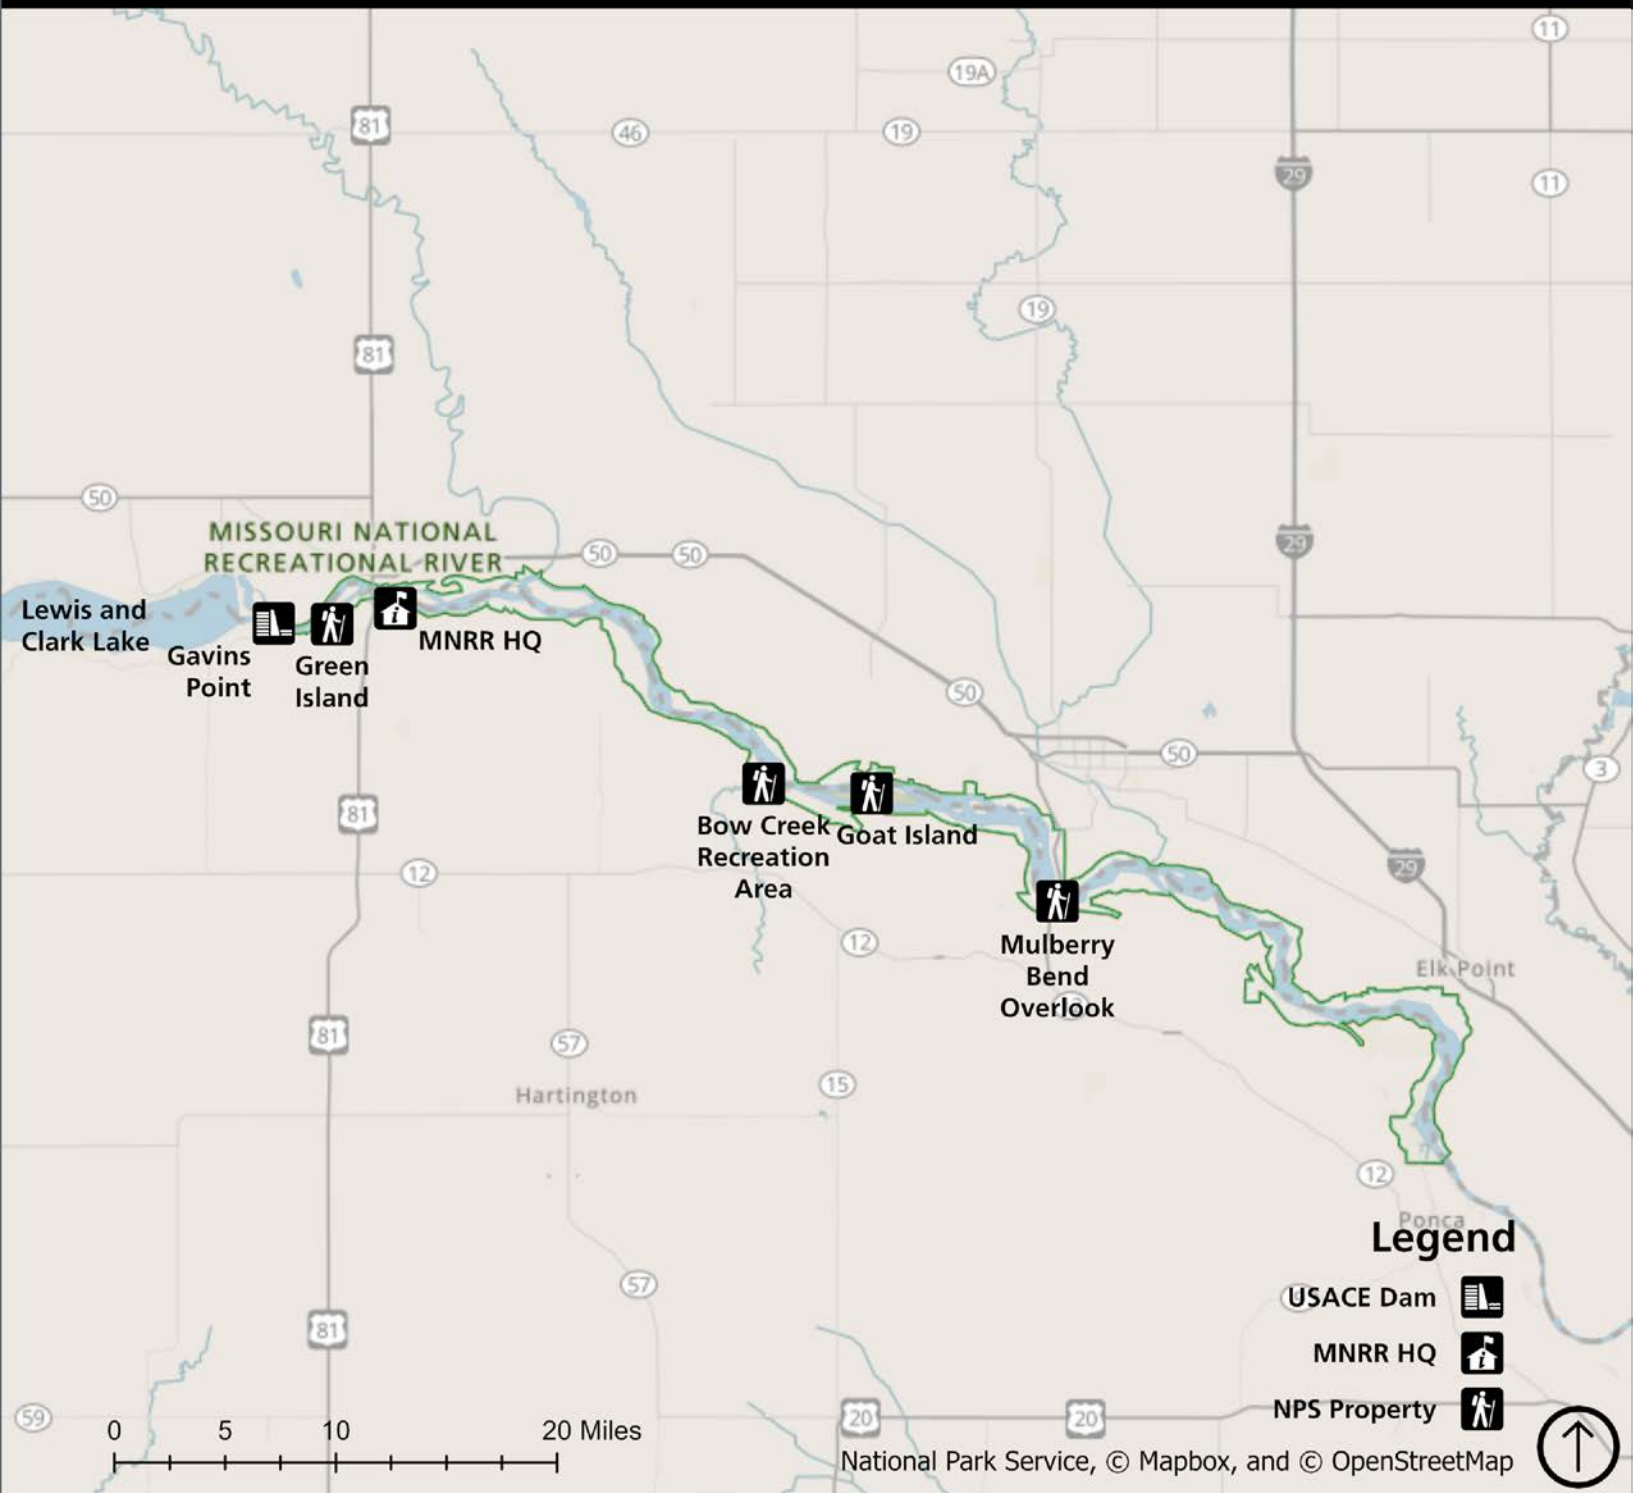 11
19A
81
46
19
29
11
19
81
50
29
MISSOURI NATIONAL
RECREATIONAL RIVER
50
50
Lewis and
Clark Lake
Gavins
Point
Green
Island
MNRR HQ
50
50
3
81
Bow Creek
Recreation
Area
Goat Island
29
12
12
Mulberry
Bend
Overlook
Elk Point
81
57
15
Hartington
12
Ponca
57
81
59
20
20
Legend
USACE Dam
MNRR HQ
NPS Property
0 5 10 20 Miles
National Park Service, © Mapbox, and © OpenStreetMap